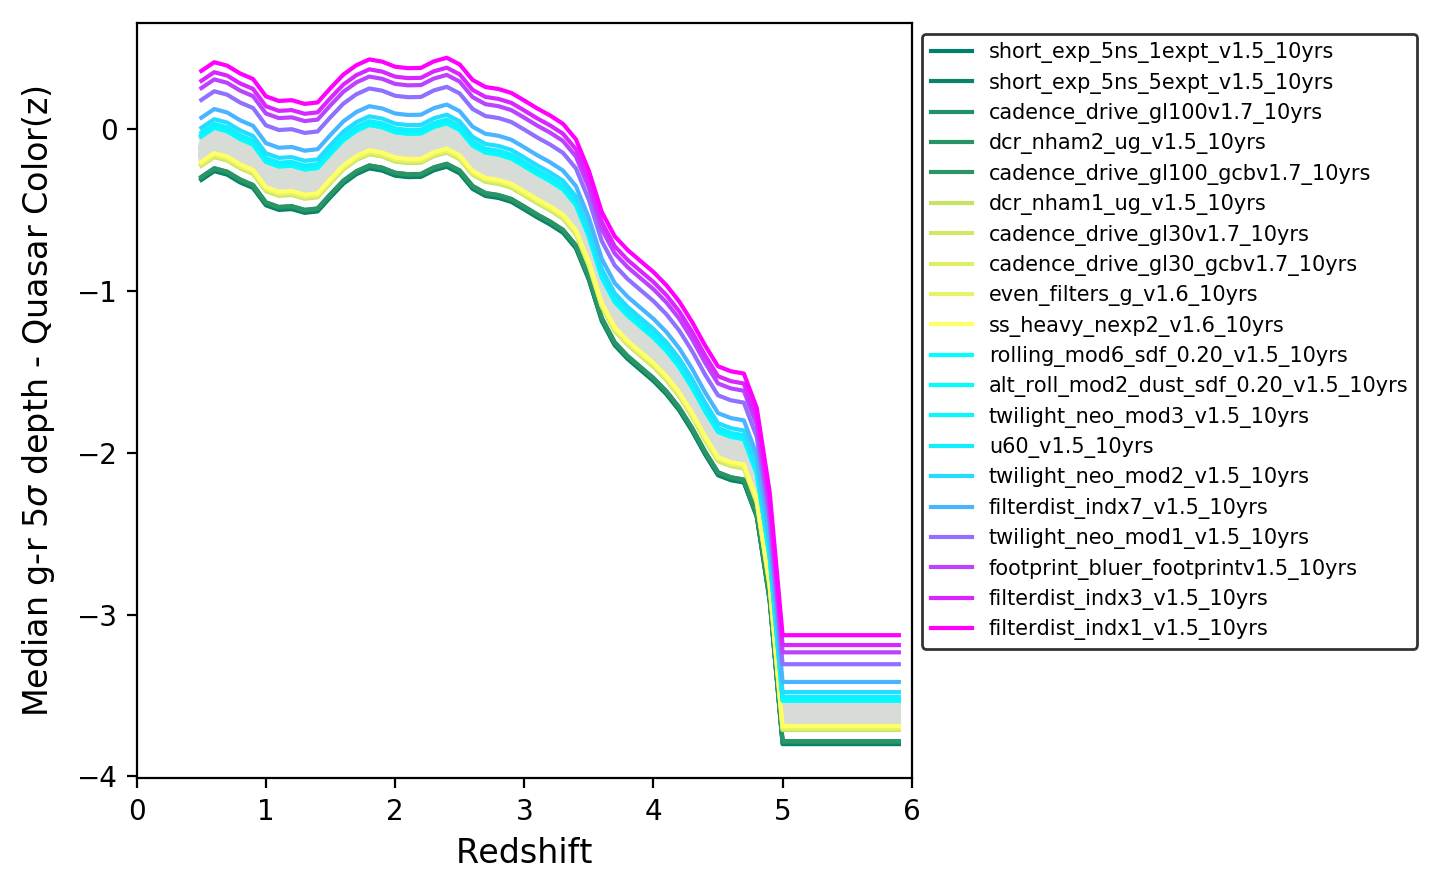 Median g-r 5σ depth - Quasar Color(z)
0
−1
−2
−3
−4
0 1 2 3 4 5 6
Redshift
short_exp_5ns_1expt_v1.5_10yrs
short_exp_5ns_5expt_v1.5_10yrs
cadence_drive_gl100v1.7_10yrs
dcr_nham2_ug_v1.5_10yrs
cadence_drive_gl100_gcbv1.7_10yrs
dcr_nham1_ug_v1.5_10yrs
cadence_drive_gl30v1.7_10yrs
cadence_drive_gl30_gcbv1.7_10yrs
even_filters_g_v1.6_10yrs
ss_heavy_nexp2_v1.6_10yrs
rolling_mod6_sdf_0.20_v1.5_10yrs
alt_roll_mod2_dust_sdf_0.20_v1.5_10yrs
twilight_neo_mod3_v1.5_10yrs
u60_v1.5_10yrs
twilight_neo_mod2_v1.5_10yrs
filterdist_indx7_v1.5_10yrs
twilight_neo_mod1_v1.5_10yrs
footprint_bluer_footprintv1.5_10yrs
filterdist_indx3_v1.5_10yrs
filterdist_indx1_v1.5_10yrs